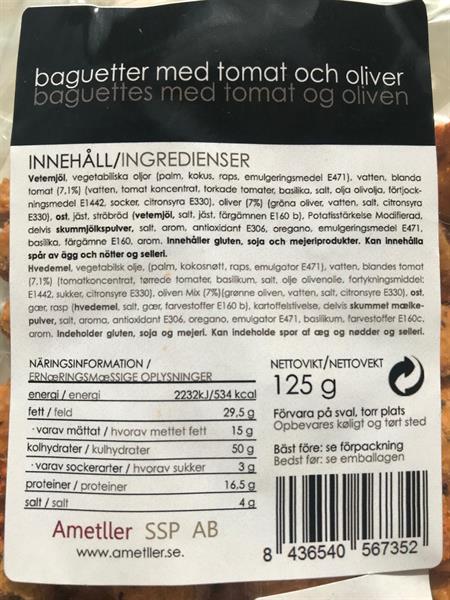 baguetter med tomat och oliver
baguettes med tomat og oliven
INNEHÅLL/INGREDIENSER
Vetemjöl, vegetabiliska oljor (palm, kokus, raps, emulgeringsmedel E471), vatten, blanda
tomat (7,1%) (vatten, tomat koncentrat, torkade tomater, basilika, salt, olja olivolja, förtjock-
ningsmedel E1442, socker, citronsyra E330), oliver (7%) (gröna oliver, vatten, salt, citronsyra
E330), ost, jäst, ströbröd (vetemjöl, salt, jäst, färgämnen E160 b), Potatisstärkelse Modifierad,
delvis skummjölkspulver, salt, arom, antioxidant E306, oregano, emulgeringsmedel E471,
basilika, färgämne E160, arom. Innehåller gluten, soja och mejeriprodukter. Kan innehålla
spår av ägg och nötter og selleri.
Hvedemel, vegetabilsk olje, (palm, kokosnøtt, raps, emulgator E471), vatten, blandes tomat
(7,1%) (tomatkoncentrat, tørrede tomater, basilikum, salt, olje olivenolie, fortykningsmiddel;
E1442, sukker, citronsyre E330), oliven Mix (7%)(grønne oliven, vatten, salt, citronsyre E330), ost,
gær, rasp (hvedemel, salt, gær, farvestoffer E160 b), kartoffelstivelse, delvis skummet mælke-
pulver, salt, aroma, antioxidant E306, oregano, emulgator E471, basilikum, farvestoffer E160c,
arom. Indeholder gluten, soja og mejeri. Kan indeholde spor af æg og nødder og selleri.
NÄRINGSINFORMATION /
ERNÆRINGSMÆSSIGE OPLYSNINGER
energi / energi 2232kJ/534 kcal
fett / feld 29,5 g
· varav mättat / hvorav møttet fett 15 g
kolhydrater / kulhydrater 50 g
· varav sockerarter / hvorav sukker 3 g
proteiner / proteiner 16,5 g
salt / salt 4 g
Ametller SSP AB
www.ametller.se.
NETTOVIKT/NETTOVEKT
125 g
Förvara på sval, torr plats
Opbevares køligt og tørt sted
Bäst före: se förpackning
Bedst før: se emballagen
8 436540 567352